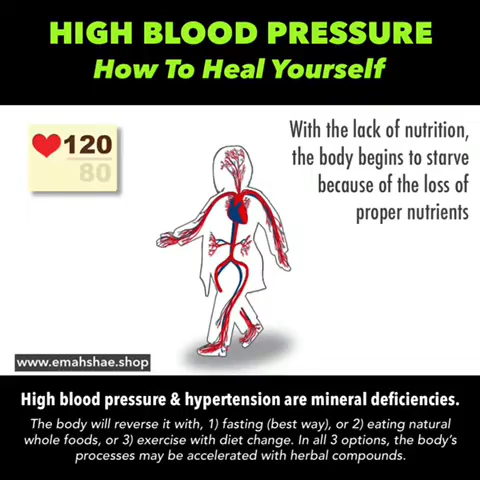 HIGH BLOOD PRESSURE
How To Heal Yourself
120
80
With the lack of nutrition,
the body begins to starve
because of the loss of
proper nutrients
www.emahshae.shop
High blood pressure & hypertension are mineral deficiencies.
The body will reverse it with, 1) fasting (best way), or 2) eating natural
whole foods, or 3) exercise with diet change. In all 3 options, the body's
processes may be accelerated with herbal compounds.